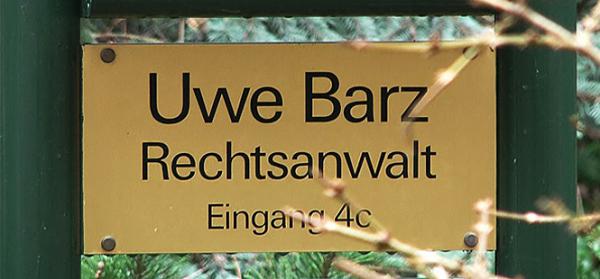 Uwe Barz
Rechtsanwalt
Eingang 4c